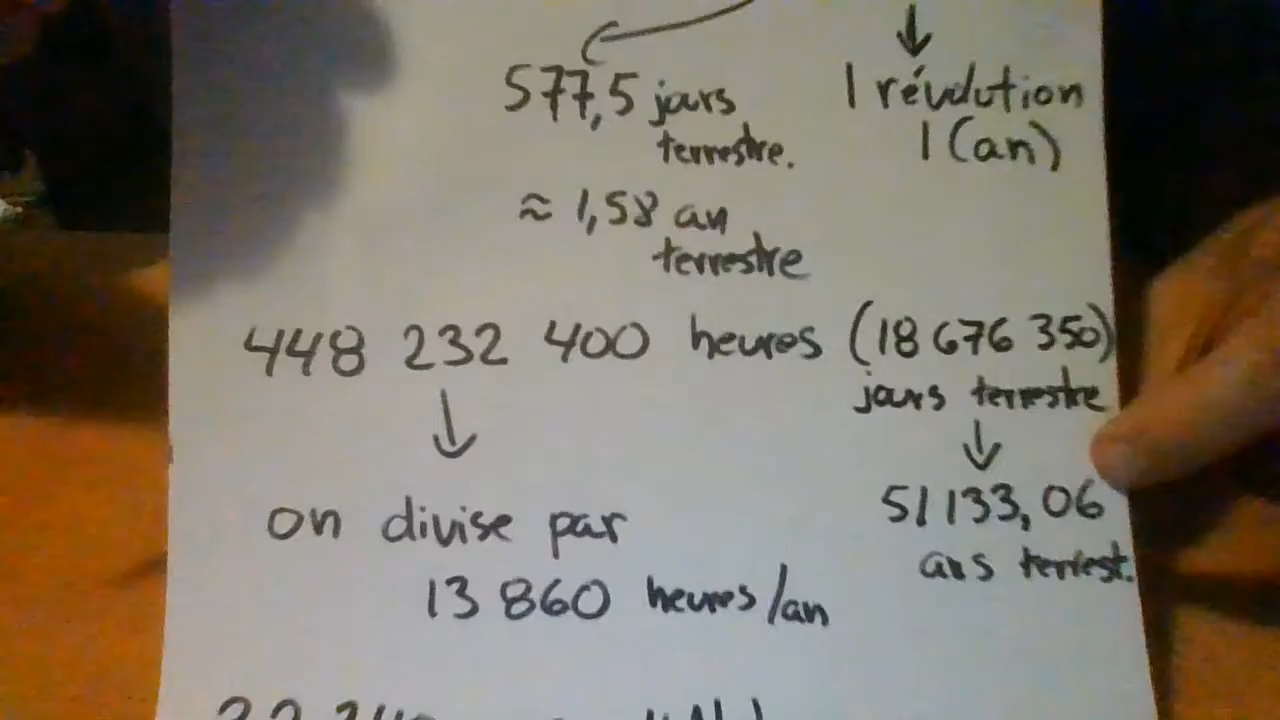 577,5 jours
terrestre.
1 révolution
1 (an)
≈ 1,58 an
terrestre
448 232 400 heures (18 676 350)
jours terrestre
↓
↓
51 133,06
ans terrest.
on divise par
13 860 heures/an